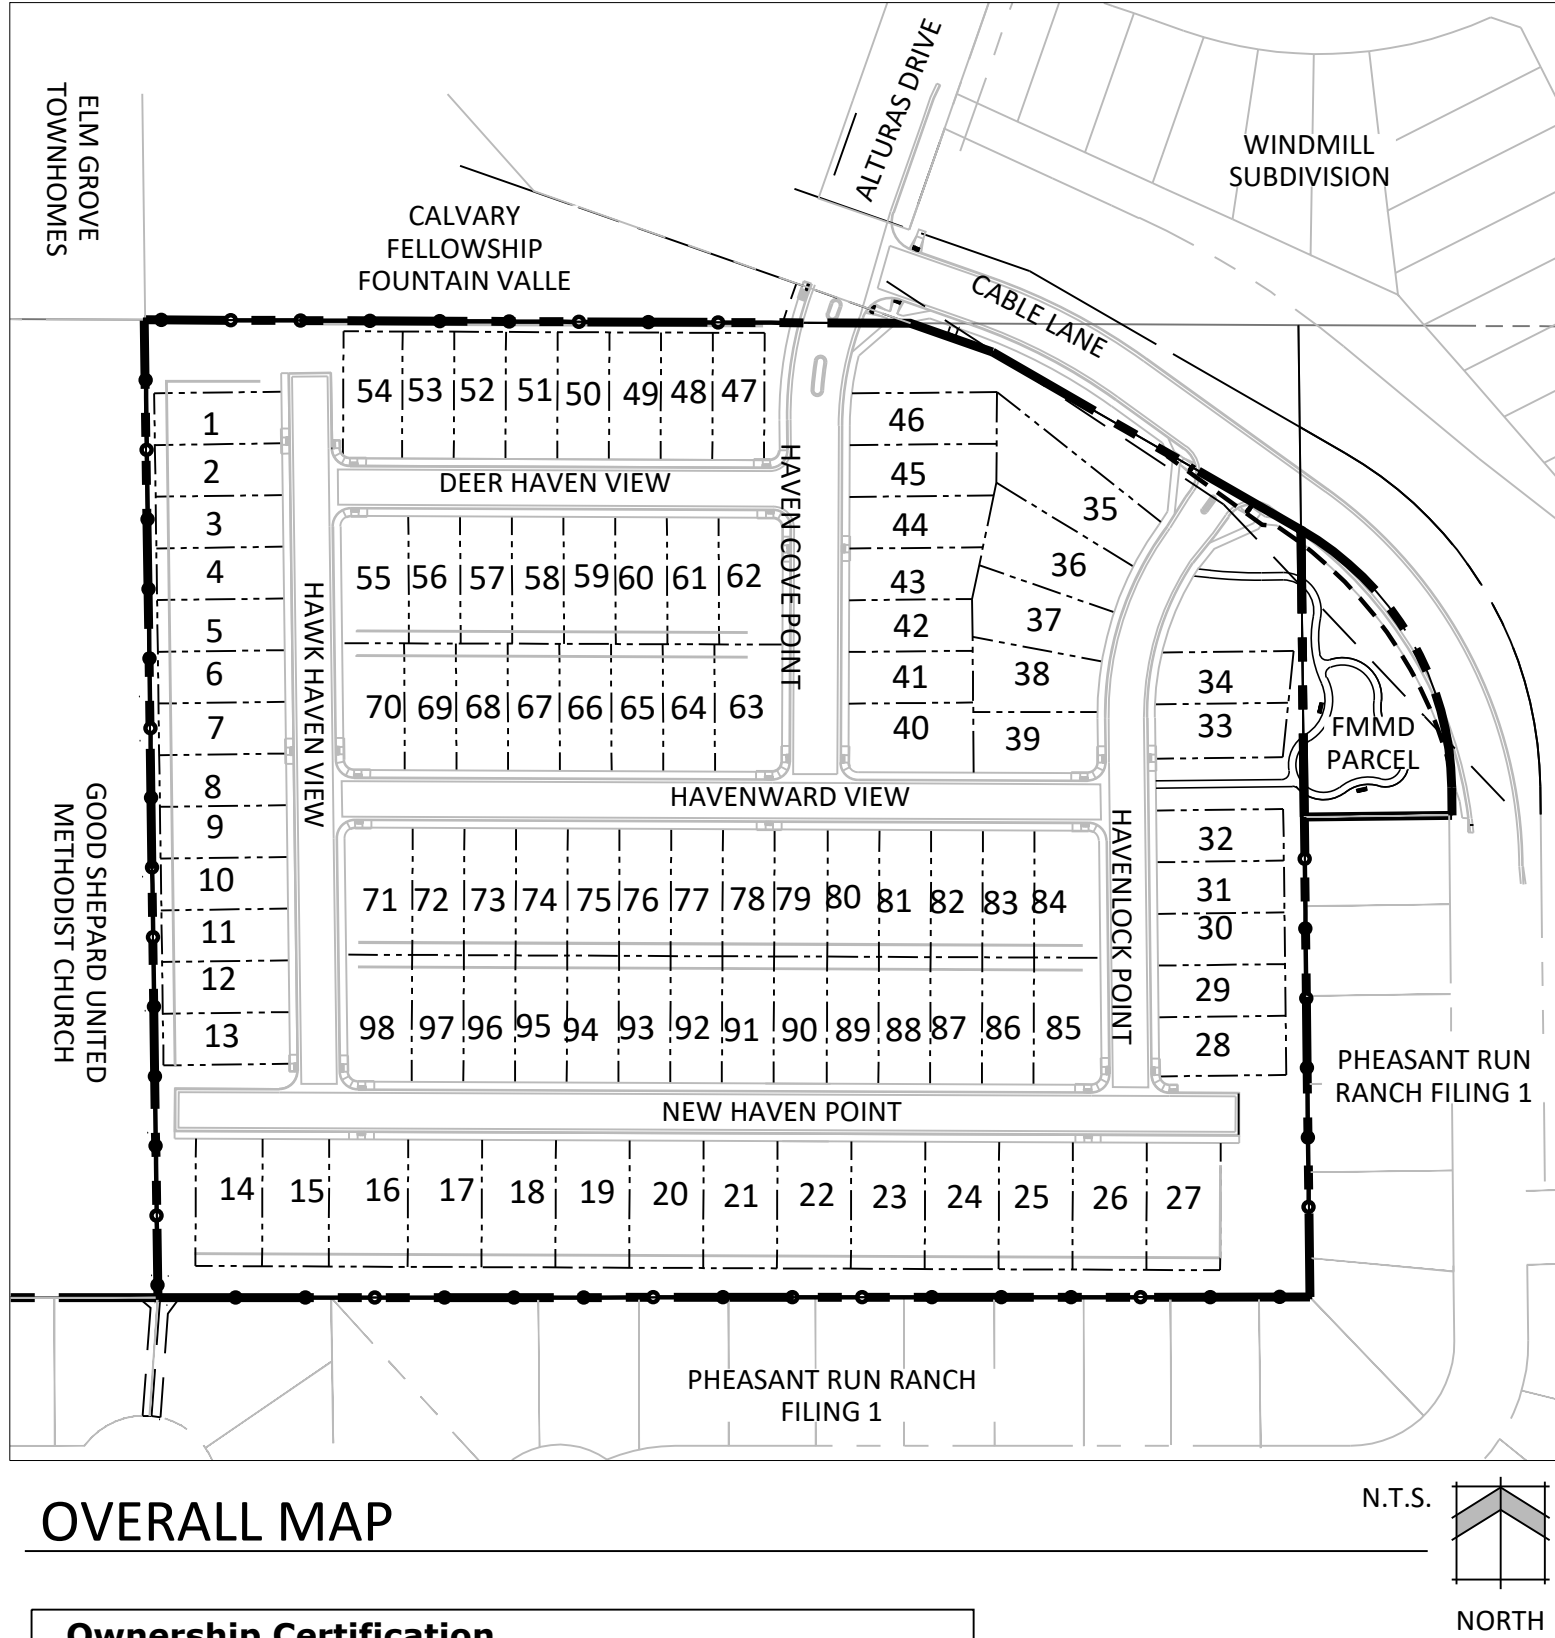 ELM GROVE
TOWNHOMES
CALVARY
FELLOWSHIP
FOUNTAIN VALLE
ALTURAS DRIVE
WINDMILL
SUBDIVISION
CABLE LANE
54 53 52 51 50 49 48 47
1
2
3
4
5
6
7
8
9
10
11
12
13
DEER HAVEN VIEW
HAVEN COVE POINT
HAWK HAVEN VIEW
55 56 57 58 59 60 61 62
70 69 68 67 66 65 64 63
46
45
44
43
42
41
40
35
36
37
38
39
34
33
FMMD
PARCEL
HAVENWARD VIEW
GOOD SHEPARD UNITED
METHODIST CHURCH
71 72 73 74 75 76 77 78 79 80 81 82 83 84
98 97 96 95 94 93 92 91 90 89 88 87 86 85
HAVENLOCK POINT
32
31
30
29
28
PHEASANT RUN
RANCH FILING 1
NEW HAVEN POINT
14 15 16 17 18 19 20 21 22 23 24 25 26 27
PHEASANT RUN RANCH
FILING 1
OVERALL MAP
N.T.S.
NORTH
Ownership Certification